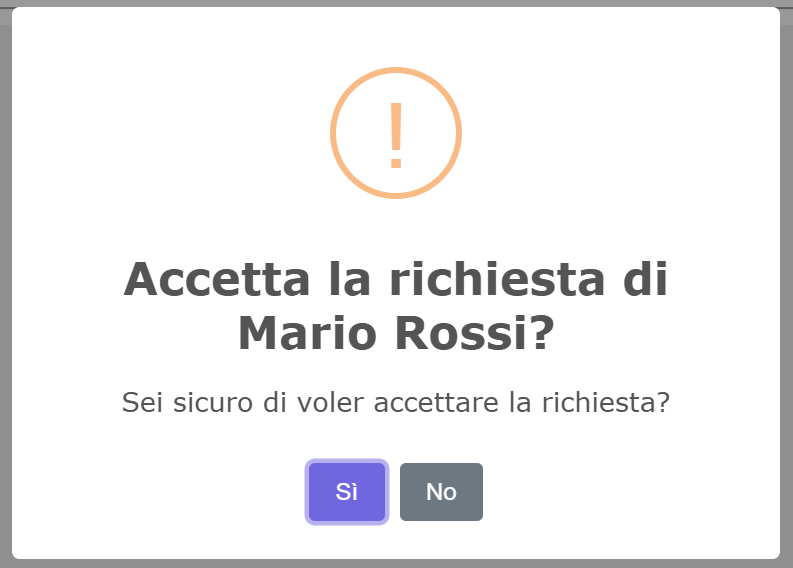 Accetta la richiesta di
Mario Rossi?
Sei sicuro di voler accettare la richiesta?
Sì No